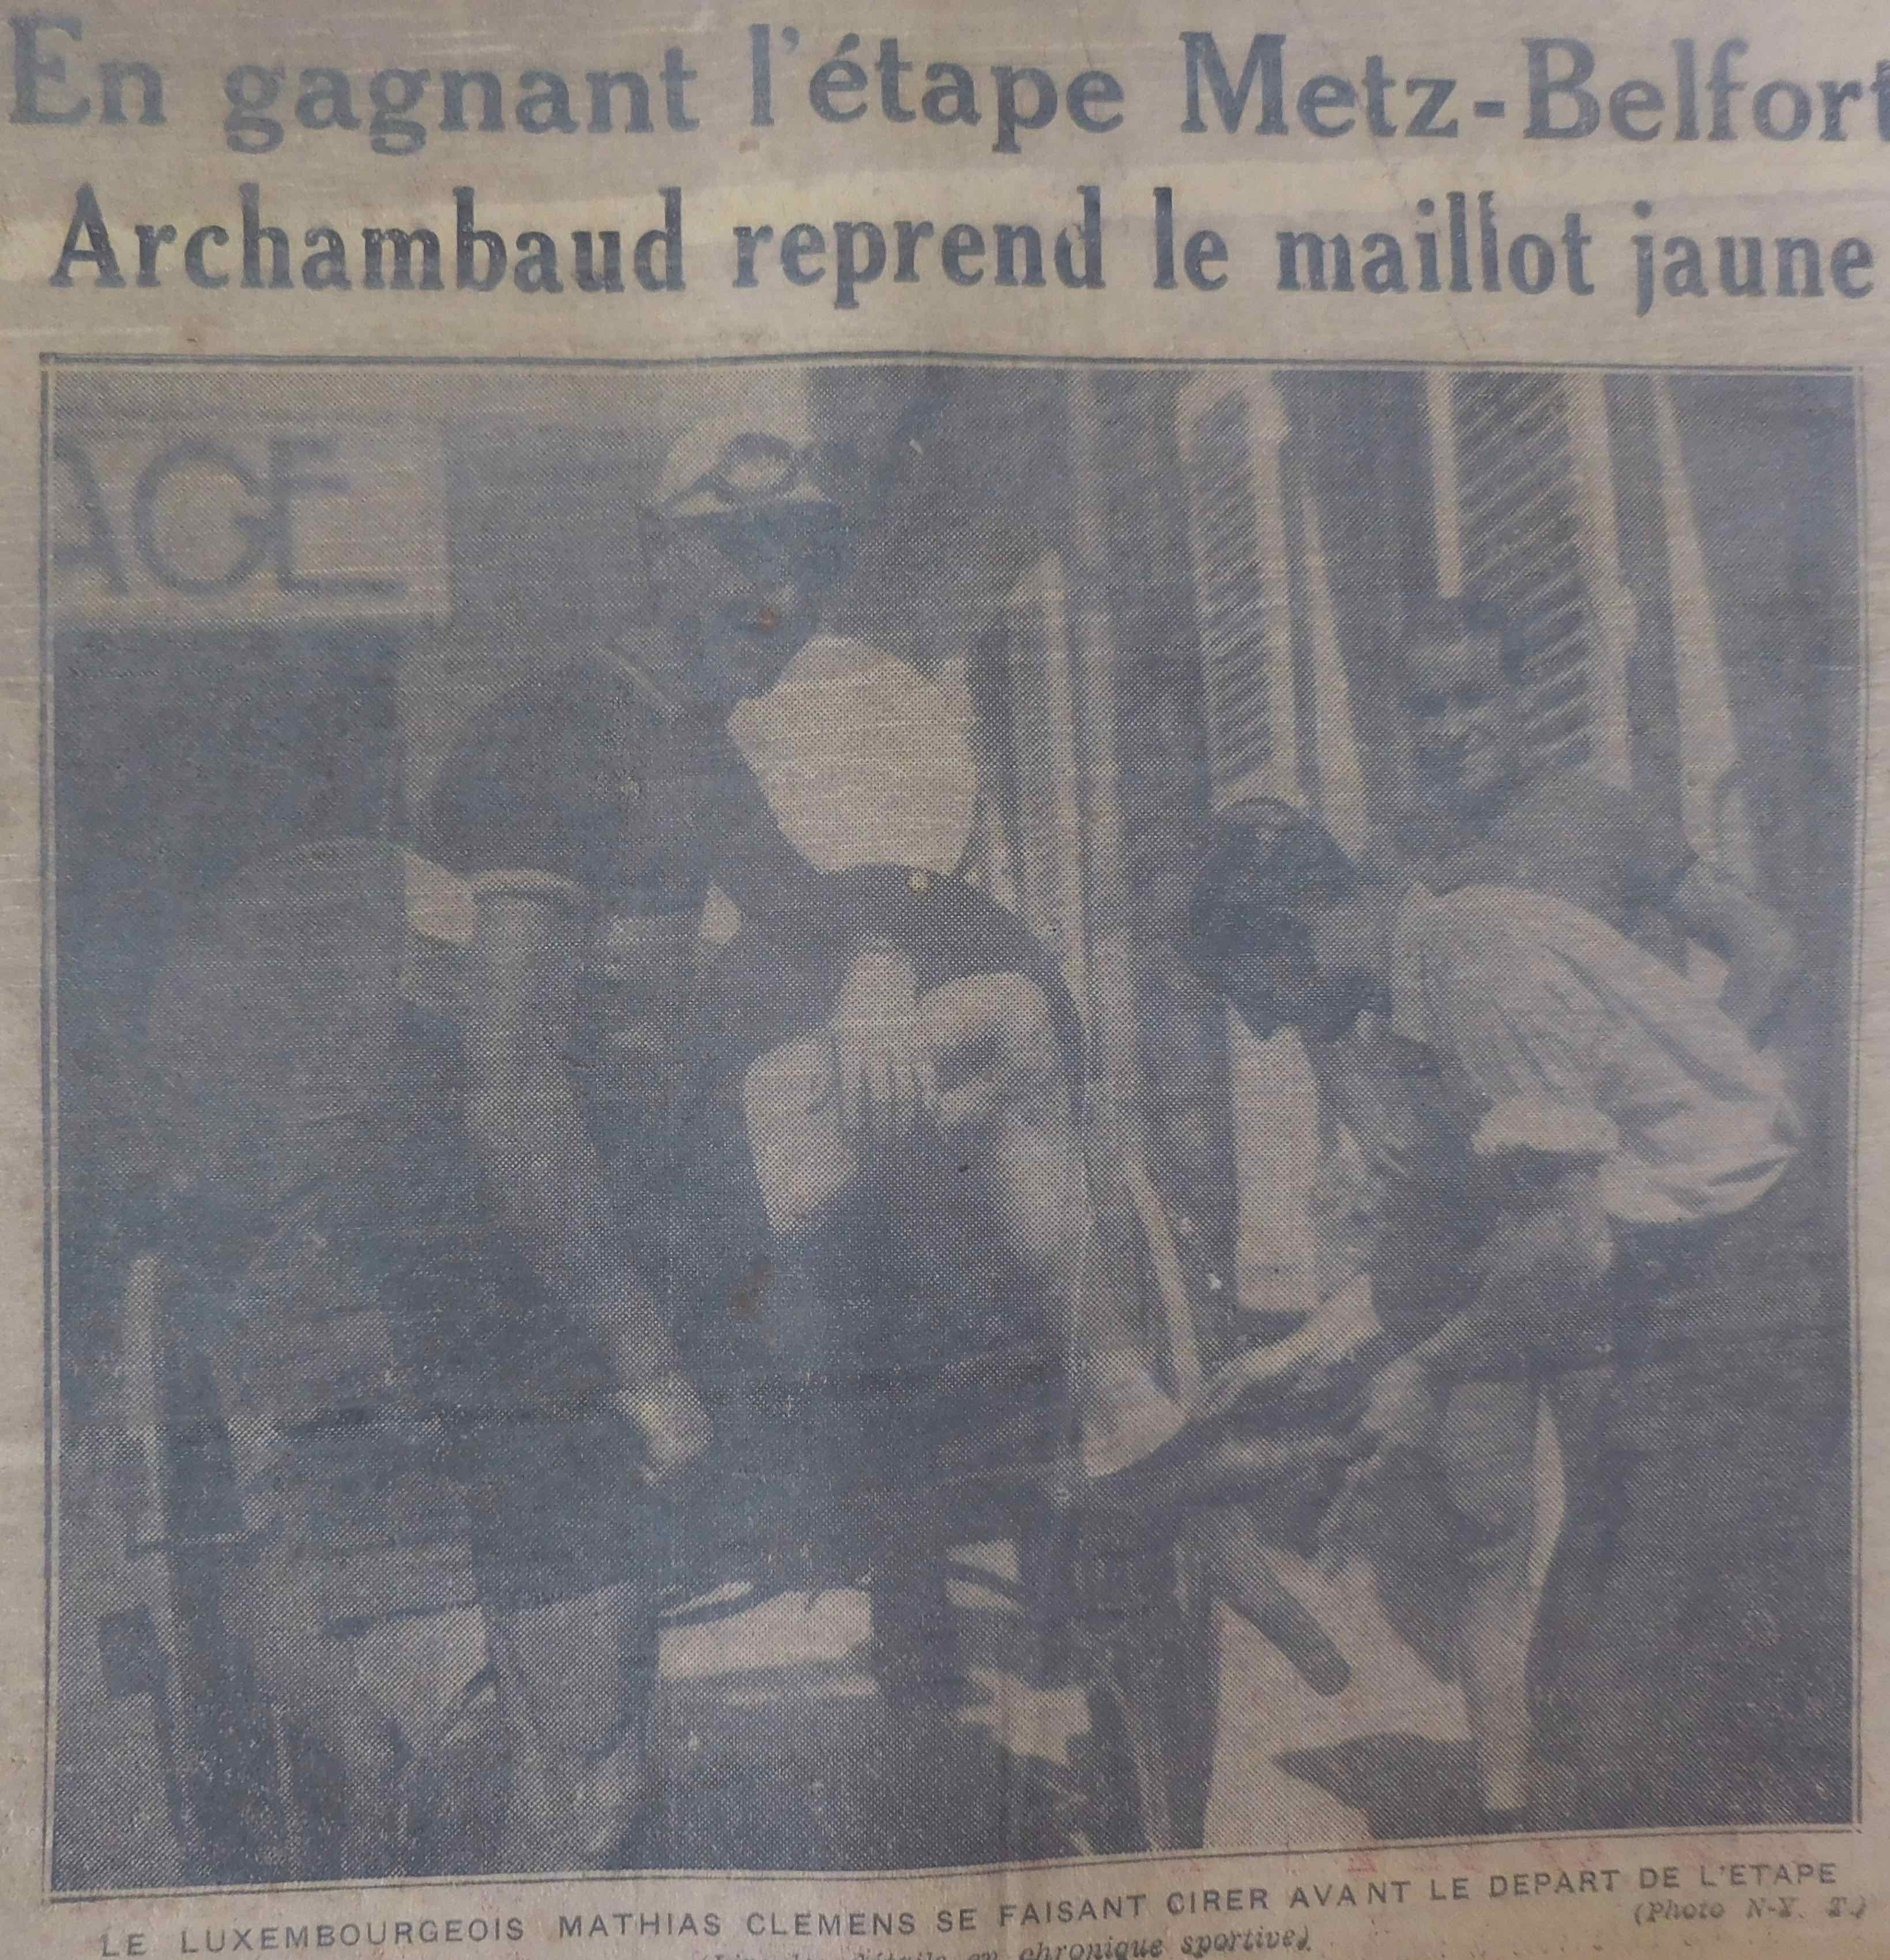 En gagnant l'étape Metz-Belfort
Archambaud reprend le maillot jaune
AGE
LE LUXEMBOURGEOIS MATHIAS CLEMENS SE FAISANT CIRER AVANT LE DEPART DE L'ETAPE
(Photo N-Y. T.)
en chronique sportive).